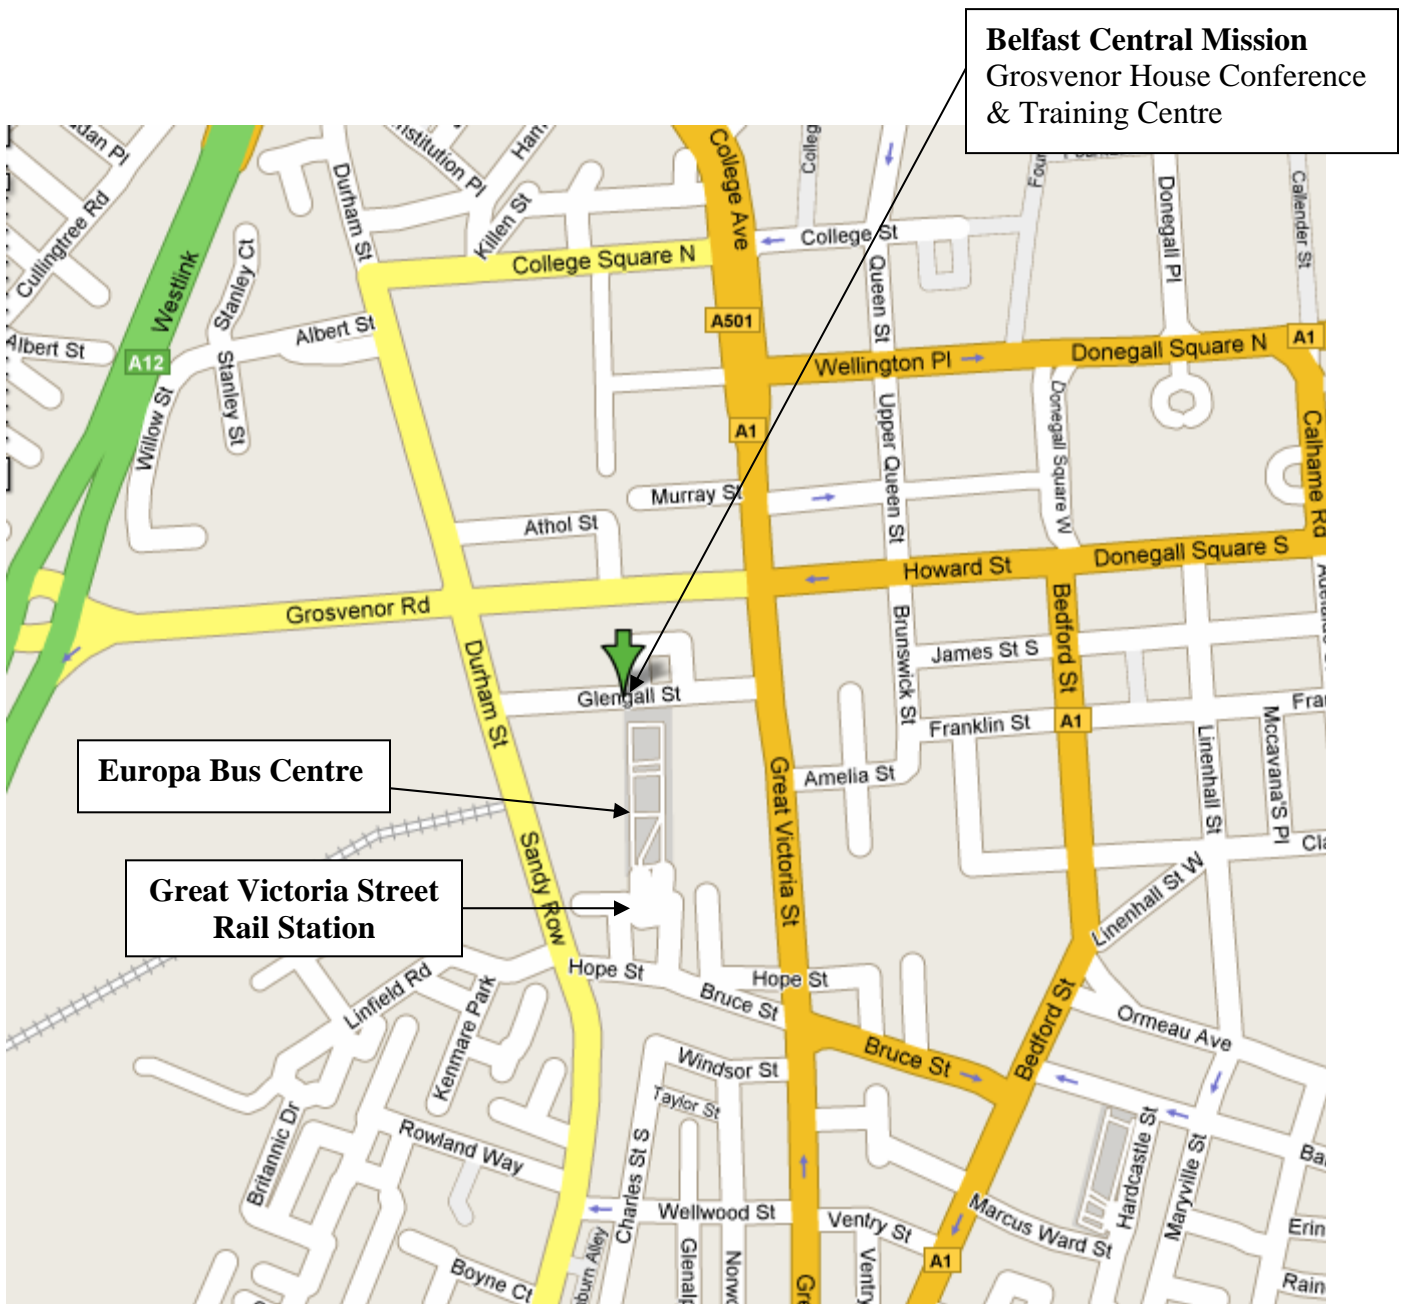 Belfast Central Mission
Grosvenor House Conference
& Training Centre
Cullingtree Rd
Westlink
Durham St
Killen St
College Ave
College St
College Square N
Queen St
Donegall Pl
Callender St
Stanley Ct
Albert St
Albert St
A12
Stanley St
Willow St
A501
A1
Wellington Pl
Donegall Square N
A1
Upper Queen St
Donegall Square W
Calhame Rd
Murray St
Athol St
Howard St
Donegall Square S
Grosvenor Rd
Brunswick St
Bedford St
James St S
Durham St
Glengall St
Franklin St
A1
Linenhall St
Mccavana'S Pl
Europa Bus Centre
Great Victoria St
Amelia St
Great Victoria Street
Rail Station
Sandy Row
Linenhall St W
Hope St
Hope St
Linfield Rd
Kenmare Park
Bruce St
Bruce St
Bedford St
Ormeau Ave
Windsor St
Taylor St
Britannic Dr
Rowland Way
Charles St S
Hardcastle St
Maryville St
Wellwood St
Ventry St
Marcus Ward St
A1
Boyne Ct